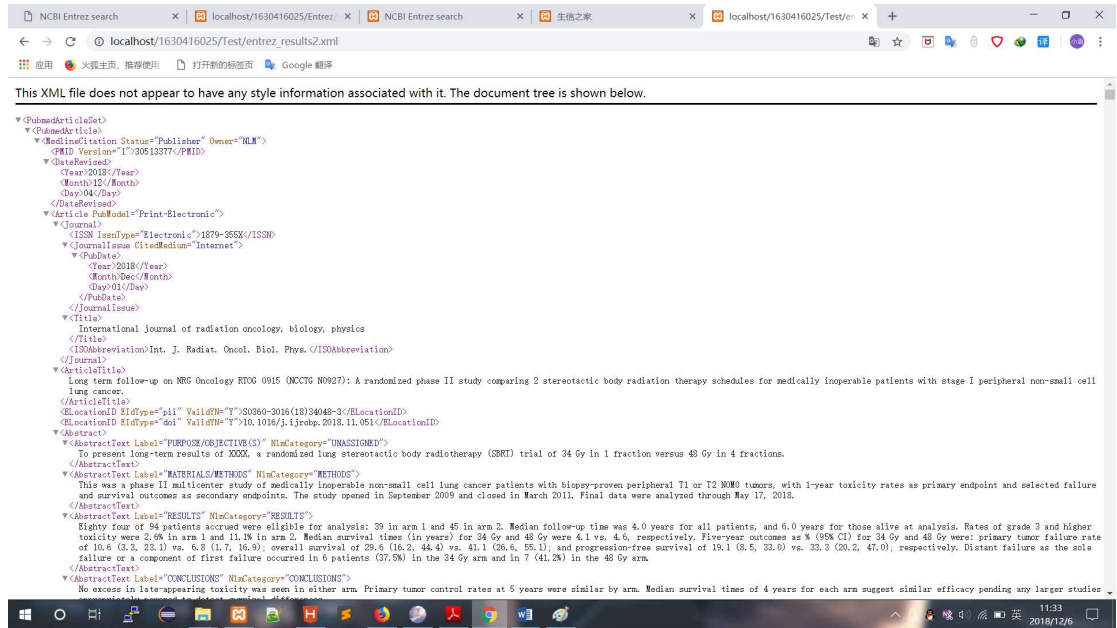 NCBI Entrez search
localhost/1630416025/Entrez/
NCBI Entrez search
生信之家
localhost/1630416025/Test/en
localhost/1630416025/Test/entrez_results2.xml
应用 火狐主页，推荐使用 打开新的标签页 Google 翻译
This XML file does not appear to have any style information associated with it. The document tree is shown below.
▼<PubmedArticleSet>
▼<PubmedArticle>
▼<MedlineCitation Status="Publisher" Owner="NLM">
<PMID Version="1">30513377</PMID>
▼<DateRevised>
<Year>2018</Year>
<Month>12</Month>
<Day>04</Day>
</DateRevised>
▼<Article PubModel="Print-Electronic">
▼<Journal>
<ISSN IssnType="Electronic">1879-355X</ISSN>
▼<JournalIssue CitedMedium="Internet">
▼<PubDate>
<Year>2018</Year>
<Month>Dec</Month>
<Day>01</Day>
</PubDate>
</JournalIssue>
▼<Title>
International journal of radiation oncology, biology, physics
</Title>
<ISOAbbreviation>Int. J. Radiat. Oncol. Biol. Phys.</ISOAbbreviation>
</Journal>
▼<ArticleTitle>
Long term follow-up on NRG Oncology RTOG 0915 (NCCTG N0927): A randomized phase II study comparing 2 stereotactic body radiation therapy schedules for medically inoperable patients with stage I peripheral non-small cell
lung cancer.
</ArticleTitle>
<ELocationID EIdType="pii" ValidYN="Y">S0360-3016(18)34048-3</ELocationID>
<ELocationID EIdType="doi" ValidYN="Y">10.1016/j.ijrobp.2018.11.051</ELocationID>
▼<Abstract>
▼<AbstractText Label="PURPOSE/OBJECTIVE(S)" NlmCategory="UNASSIGNED">
To present long-term results of XXXX, a randomized lung stereotactic body radiotherapy (SBRT) trial of 34 Gy in 1 fraction versus 48 Gy in 4 fractions.
</AbstractText>
▼<AbstractText Label="MATERIALS/METHODS" NlmCategory="METHODS">
This was a phase II multicenter study of medically inoperable non-small cell lung cancer patients with biopsy-proven peripheral T1 or T2 N0M0 tumors, with 1-year toxicity rates as primary endpoint and selected failure
and survival outcomes as secondary endpoints. The study opened in September 2009 and closed in March 2011. Final data were analyzed through May 17, 2018.
</AbstractText>
▼<AbstractText Label="RESULTS" NlmCategory="RESULTS">
Eighty four of 94 patients accrued were eligible for analysis: 39 in arm 1 and 45 in arm 2. Median follow-up time was 4.0 years for all patients, and 6.0 years for those alive at analysis. Rates of grade 3 and higher
toxicity were 2.6% in arm 1 and 11.1% in arm 2. Median survival times (in years) for 34 Gy and 48 Gy were 4.1 vs. 4.6, respectively. Five-year outcomes as % (95% CI) for 34 Gy and 48 Gy were: primary tumor failure rate
of 10.6 (3.3, 23.1) vs. 6.8 (1.7, 16.9); overall survival of 29.6 (16.2, 44.4) vs. 41.1 (26.6, 55.1); and progression-free survival of 19.1 (8.5, 33.0) vs. 33.3 (20.2, 47.0); respectively. Distant failure as the sole
failure or a component of first failure occurred in 6 patients (37.5%) in the 34 Gy arm and in 7 (41.2%) in the 48 Gy arm.
</AbstractText>
▼<AbstractText Label="CONCLUSIONS" NlmCategory="CONCLUSIONS">
No excess in late-appearing toxicity was seen in either arm. Primary tumor control rates at 5 years were similar by arm. Median survival times of 4 years for each arm suggest similar efficacy pending any larger studies
英 11:33
2018/12/6